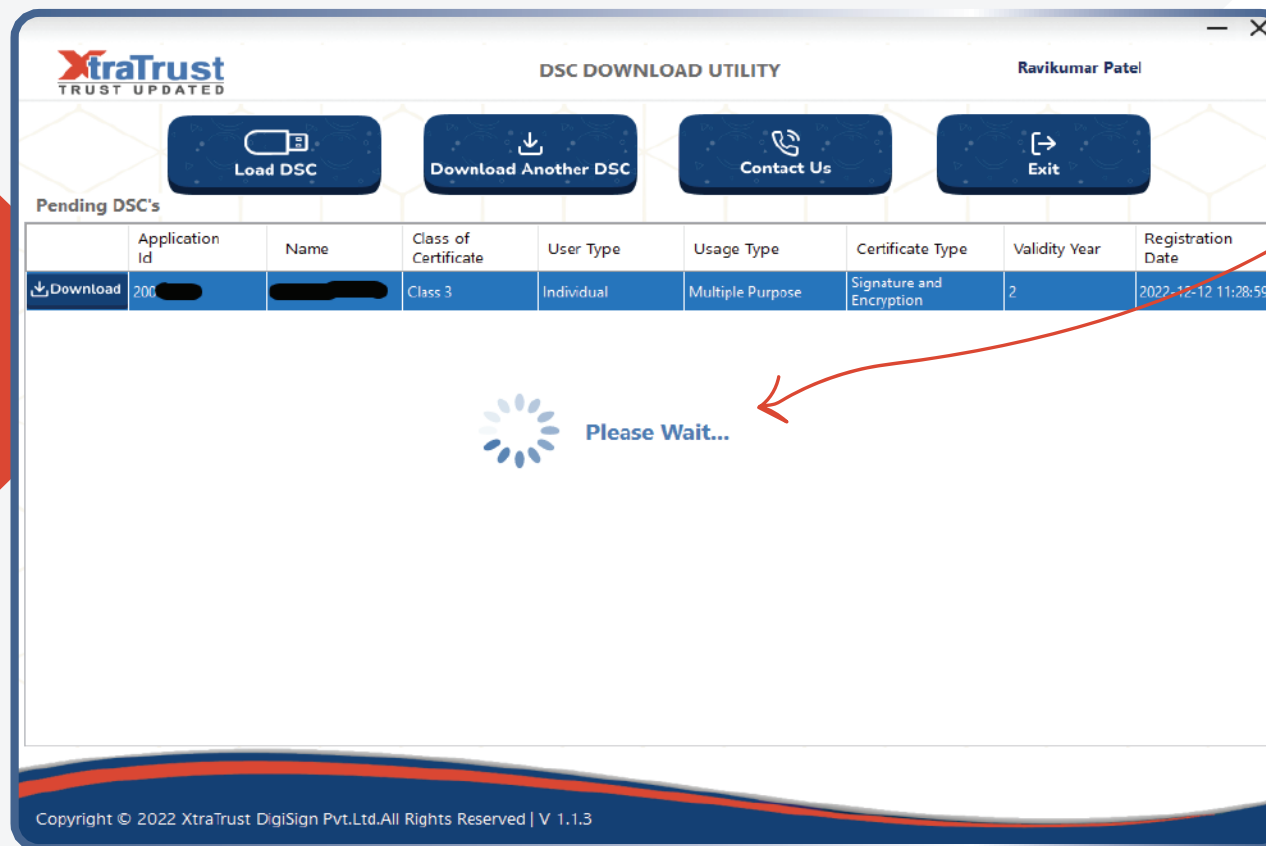 XtraTrust
TRUST UPDATED
DSC DOWNLOAD UTILITY
Ravikumar Patel
Load DSC
Download Another DSC
Contact Us
Exit
Pending DSC's
Application
Id
Name
Class of
Certificate
User Type
Usage Type
Certificate Type
Validity Year
Registration
Date
Download
200
Class 3
Individual
Multiple Purpose
Signature and
Encryption
2
2022-12-12 11:28:59
Please Wait...
Copyright © 2022 XtraTrust DigiSign Pvt.Ltd.All Rights Reserved | V 1.1.3